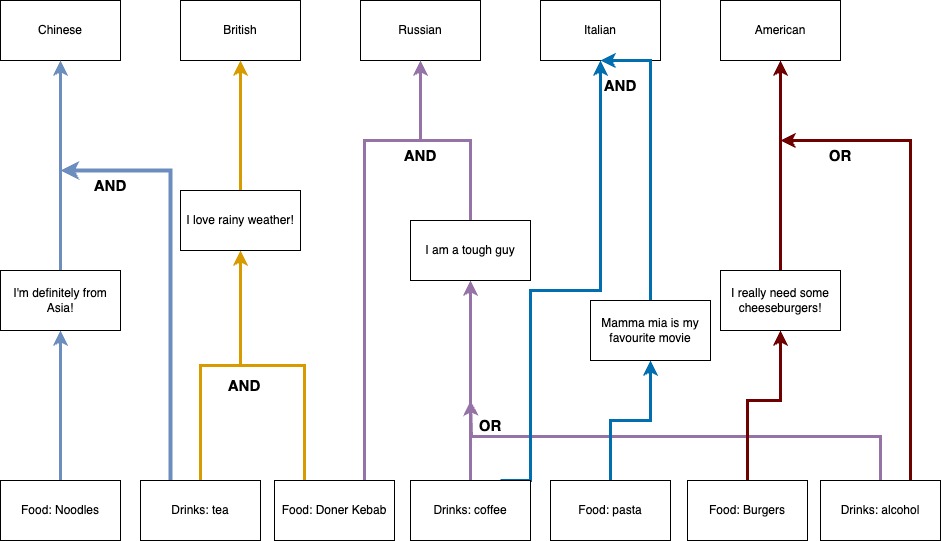 Chinese
British
Russian
Italian
American
AND
AND
AND
OR
I love rainy weather!
I am a tough guy
I'm definitely from
Asia!
I really need some
cheeseburgers!
Mamma mia is my
favourite movie
AND
OR
Food: Noodles
Drinks: tea
Food: Doner Kebab
Drinks: coffee
Food: pasta
Food: Burgers
Drinks: alcohol